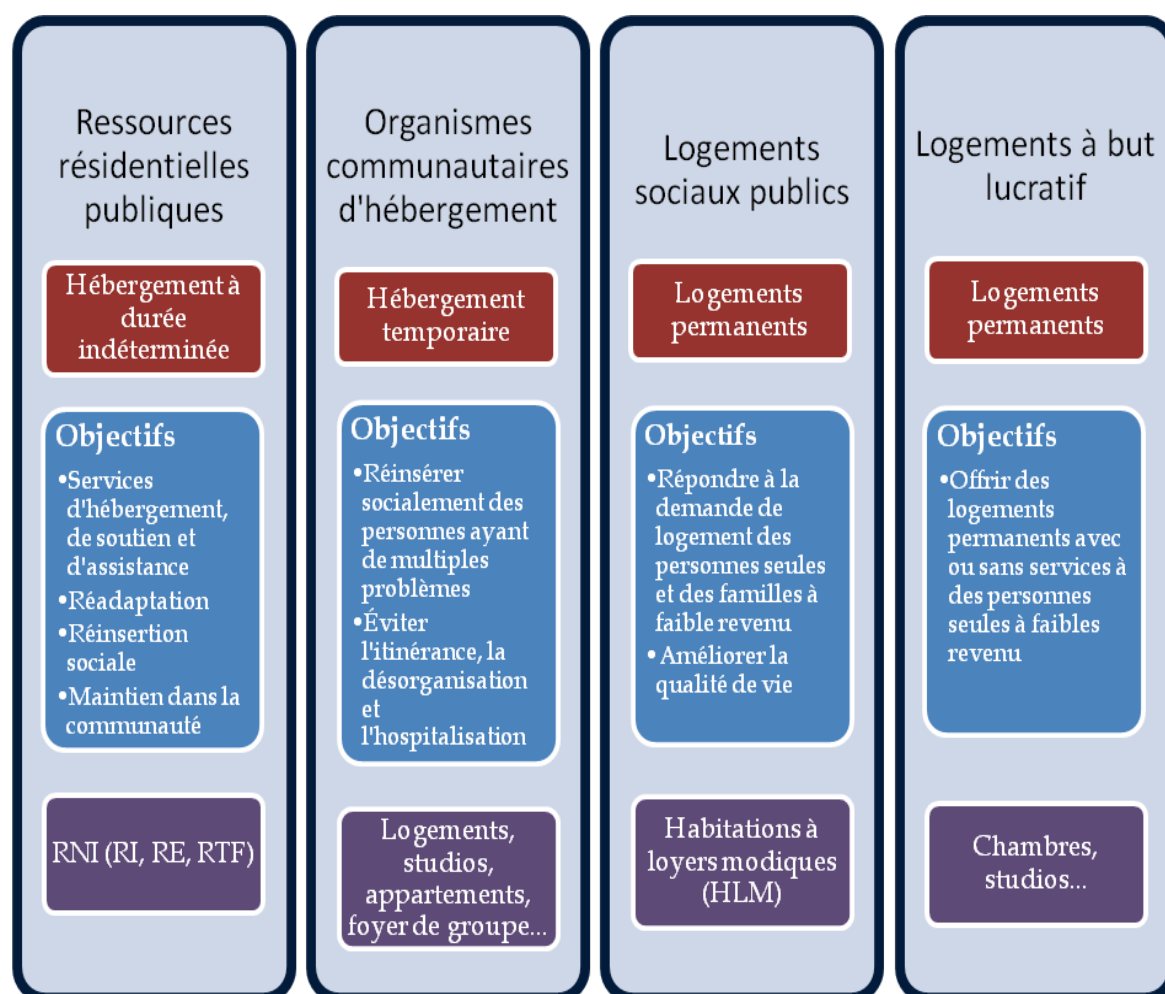 Ressources
résidentielles
publiques
Hébergement à
durée
indéterminée
Objectifs
•Services
d'hébergement,
de soutien et
d'assistance
•Réadaptation
•Réinsertion
sociale
•Maintien dans la
communauté
RNI (RI, RE, RTF)
Organismes
communautaires
d'hébergement
Hébergement
temporaire
Objectifs
•Réinsérer
socialement des
personnes ayant
de multiples
problèmes
•Éviter
l'itinérance, la
désorganisation
et
l'hospitalisation
Logements,
studios,
appartements,
foyer de groupe...
Logements
sociaux publics
Logements
permanents
Objectifs
•Répondre à la
demande de
logement des
personnes seules
et des familles à
faible revenu
•Améliorer la
qualité de vie
Habitations à
loyers modiques
(HLM)
Logements à but
lucratif
Logements
permanents
Objectifs
•Offrir des
logements
permanents avec
ou sans services à
des personnes
seules à faibles
revenu
Chambres,
studios...